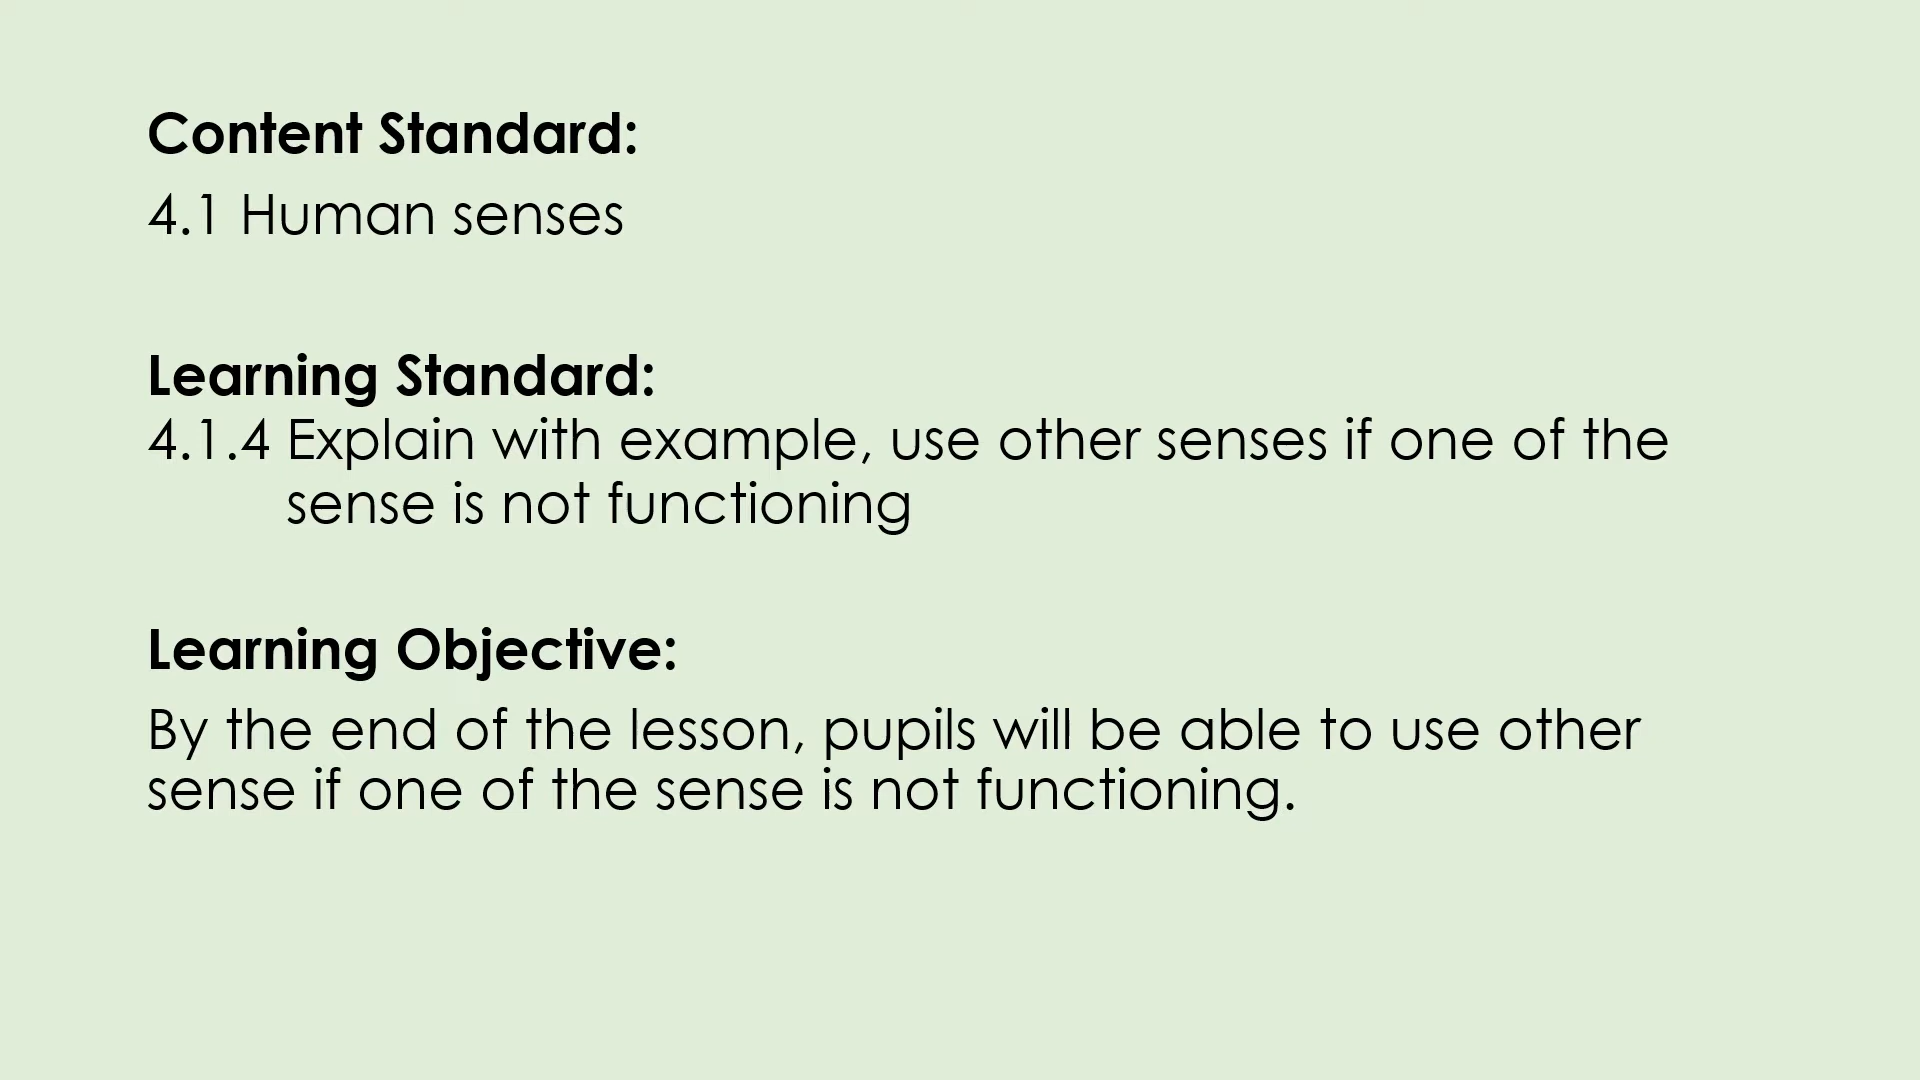 Content Standard:
4.1 Human senses
Learning Standard:
4.1.4 Explain with example, use other senses if one of the
sense is not functioning
Learning Objective:
By the end of the lesson, pupils will be able to use other
sense if one of the sense is not functioning.